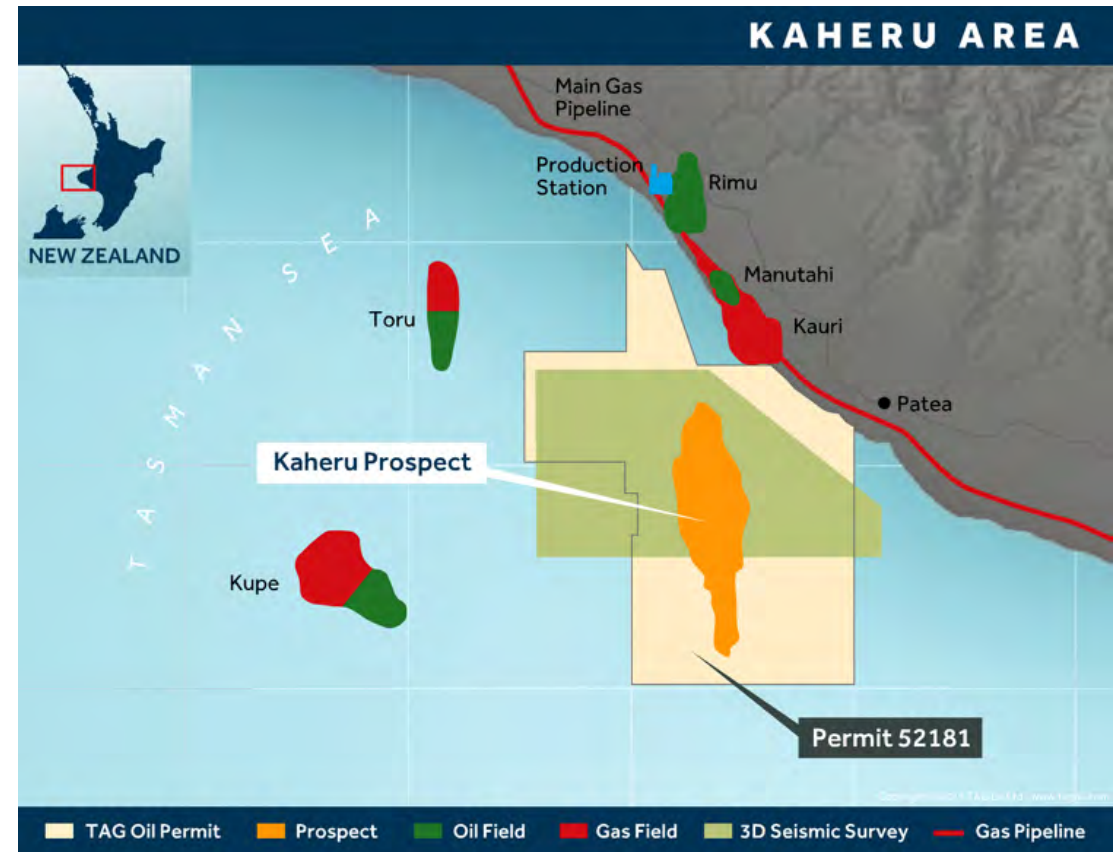 KAHERU AREA
NEW ZEALAND
Main Gas
Pipeline
Production
Station
Rimu
TASMAN SEA
Manutahi
Toru
Kauri
Patea
Kaheru Prospect
Kupe
Permit 52181
TAG Oil Permit
Prospect
Oil Field
Gas Field
3D Seismic Survey
Gas Pipeline